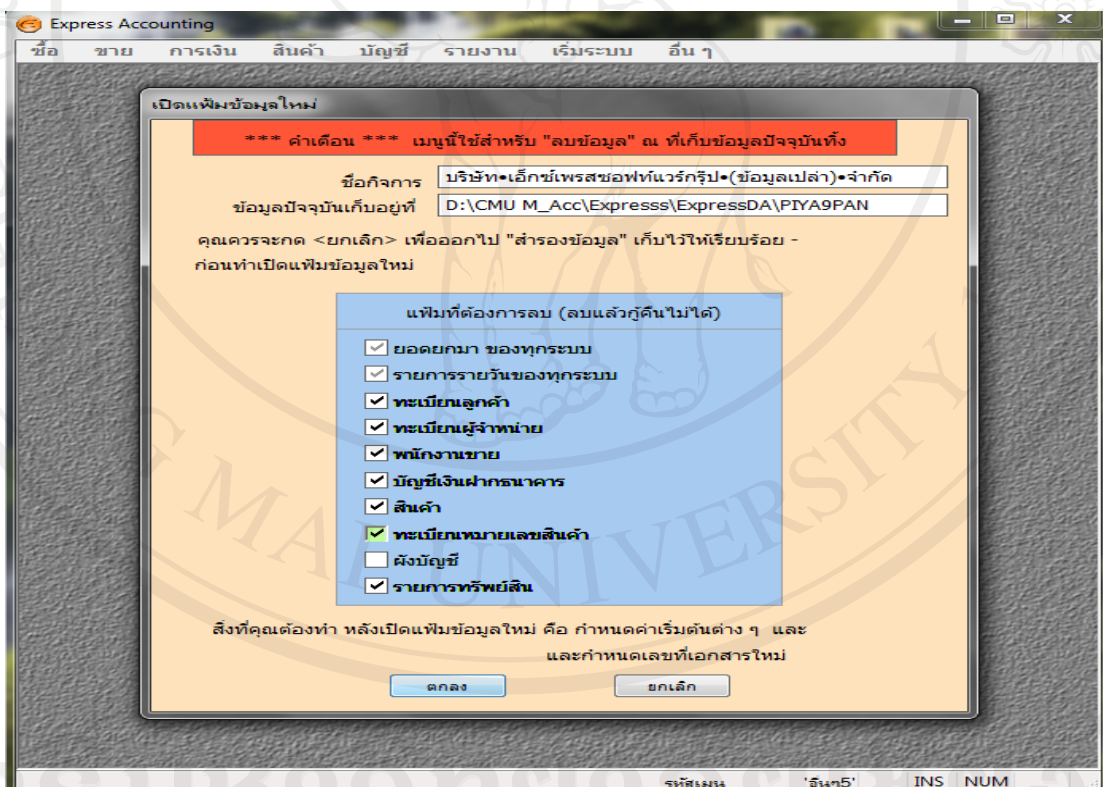 Express Accounting
ซื้อ ขาย การเงิน สินค้า บัญชี รายงาน เริ่มระบบ อื่น ๆ
เปิดแฟ้มข้อมูลใหม่
*** คำเตือน *** เมนูนี้ใช้สำหรับ "ลบข้อมูล" ณ ที่เก็บข้อมูลปัจจุบันทิ้ง
ชื่อกิจการ บริษัท•เอ็กซ์เพรสซอฟท์แวร์กรุ๊ป•(ข้อมูลเปล่า)•จำกัด
ข้อมูลปัจจุบันเก็บอยู่ที่ D:\CMU M_Acc\Expresss\ExpressDA\PIYA9PAN
คุณควรจะกด <ยกเลิก> เพื่อออกไป "สำรองข้อมูล" เก็บไว้ให้เรียบร้อย -
ก่อนทำเปิดแฟ้มข้อมูลใหม่
แฟ้มที่ต้องการลบ (ลบแล้วกู้คืนไม่ได้)
ยอดยกมา ของทุกระบบ
รายการรายวันของทุกระบบ
ทะเบียนลูกค้า
ทะเบียนผู้จำหน่าย
พนักงานขาย
บัญชีเงินฝากธนาคาร
สินค้า
ทะเบียนหมายเลขสินค้า
ผังบัญชี
รายการทรัพย์สิน
สิ่งที่คุณต้องทำ หลังเปิดแฟ้มข้อมูลใหม่ คือ กำหนดค่าเริ่มต้นต่าง ๆ และ
และกำหนดเลขที่เอกสารใหม่
ตกลง ยกเลิก
รหัสเมนู 'อื่นๆ5' INS NUM
MAI UNIVERSITY